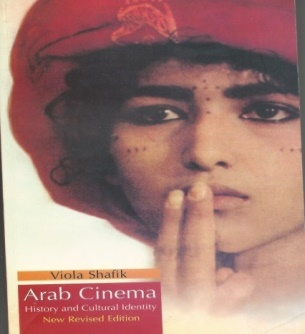 Viola Shafik
Arab Cinema
History and Cultural Identity
New Revised Edition